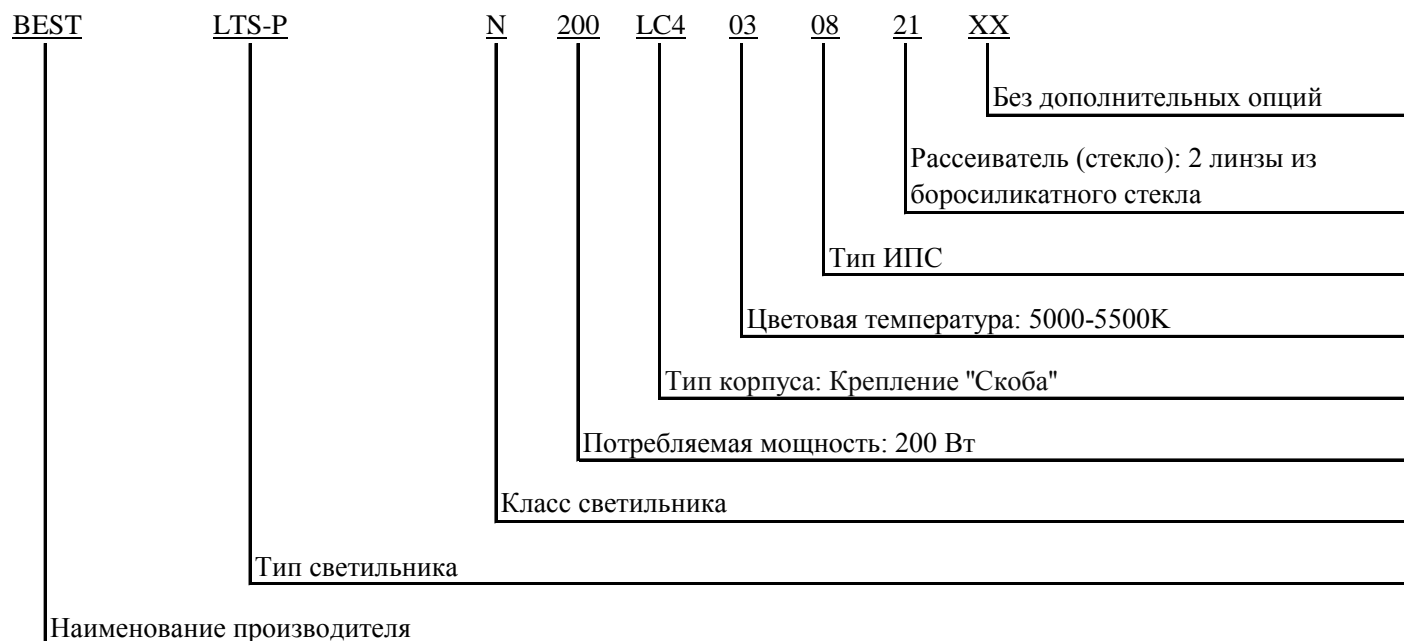 BEST LTS-P N 200 LC4 03 08 21 XX
Без дополнительных опций
Рассеиватель (стекло): 2 линзы из
боросиликатного стекла
Тип ИПС
Цветовая температура: 5000-5500K
Тип корпуса: Крепление "Скоба"
Потребляемая мощность: 200 Вт
Класс светильника
Тип светильника
Наименование производителя